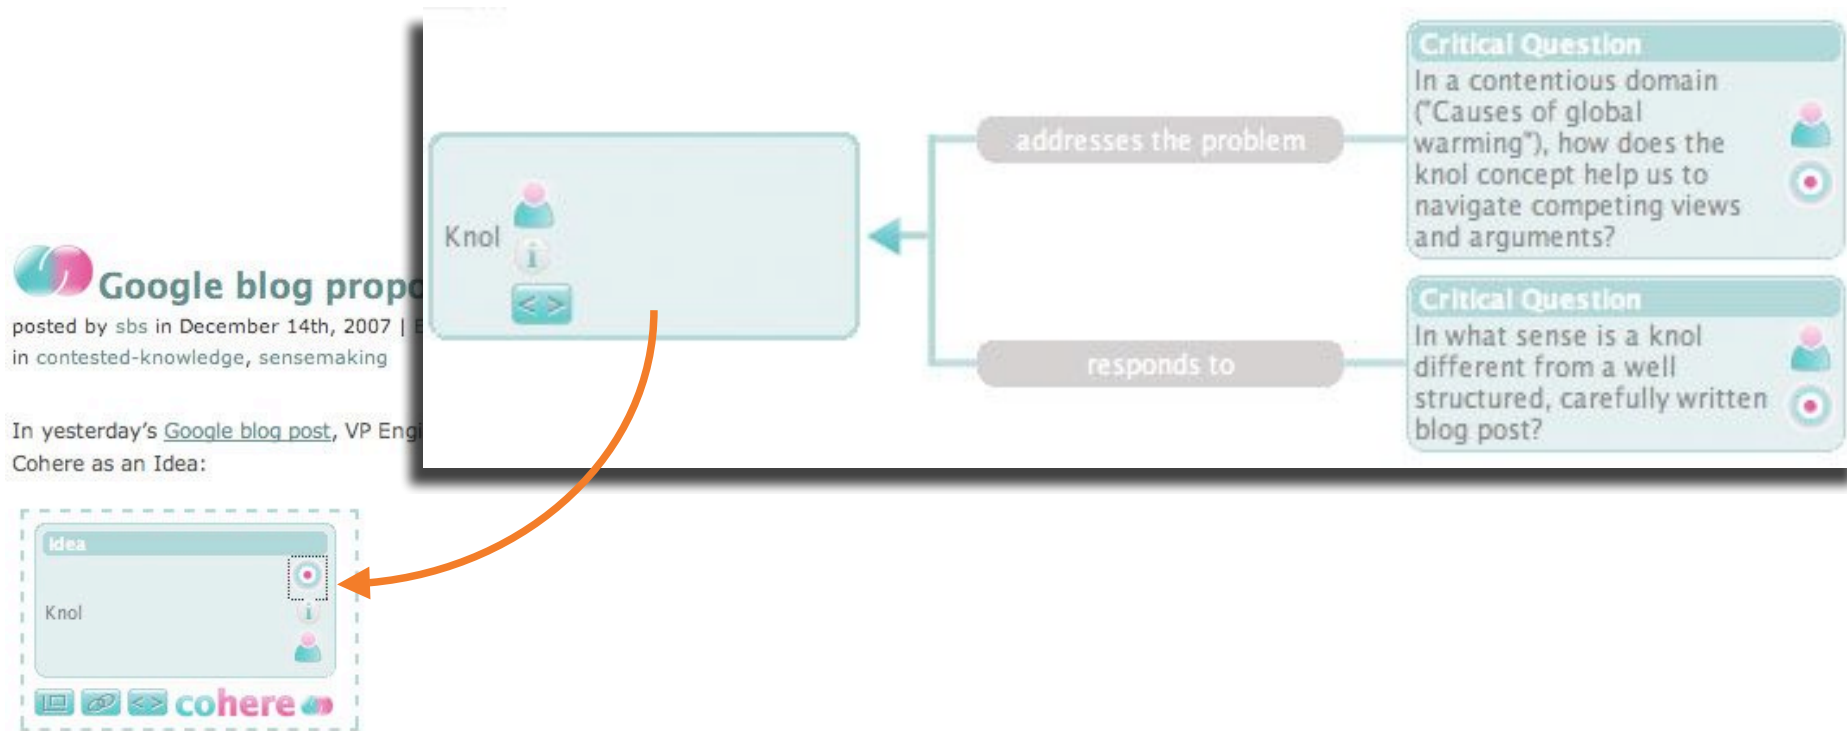 Critical Question
In a contentious domain
("Causes of global
warming"), how does the
knol concept help us to
navigate competing views
and arguments?
addresses the problem
Knol
responds to
Critical Question
In what sense is a knol
different from a well
structured, carefully written
blog post?
Google blog propo
posted by sbs in December 14th, 2007 |
in contested-knowledge, sensemaking
In yesterday's Google blog post, VP Engi
Cohere as an Idea:
Idea
Knol
cohere